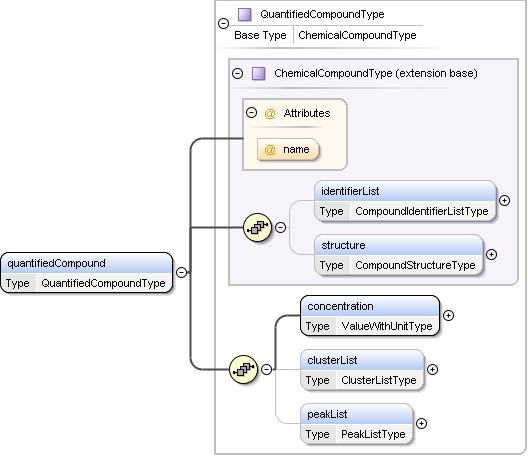 QuantifiedCompoundType
Base Type ChemicalCompoundType
ChemicalCompoundType (extension base)
@ Attributes
@ name
identifierList
Type CompoundIdentifierListType
structure
Type CompoundStructureType
quantifiedCompound
Type QuantifiedCompoundType
concentration
Type ValueWithUnitType
clusterList
Type ClusterListType
peakList
Type PeakListType